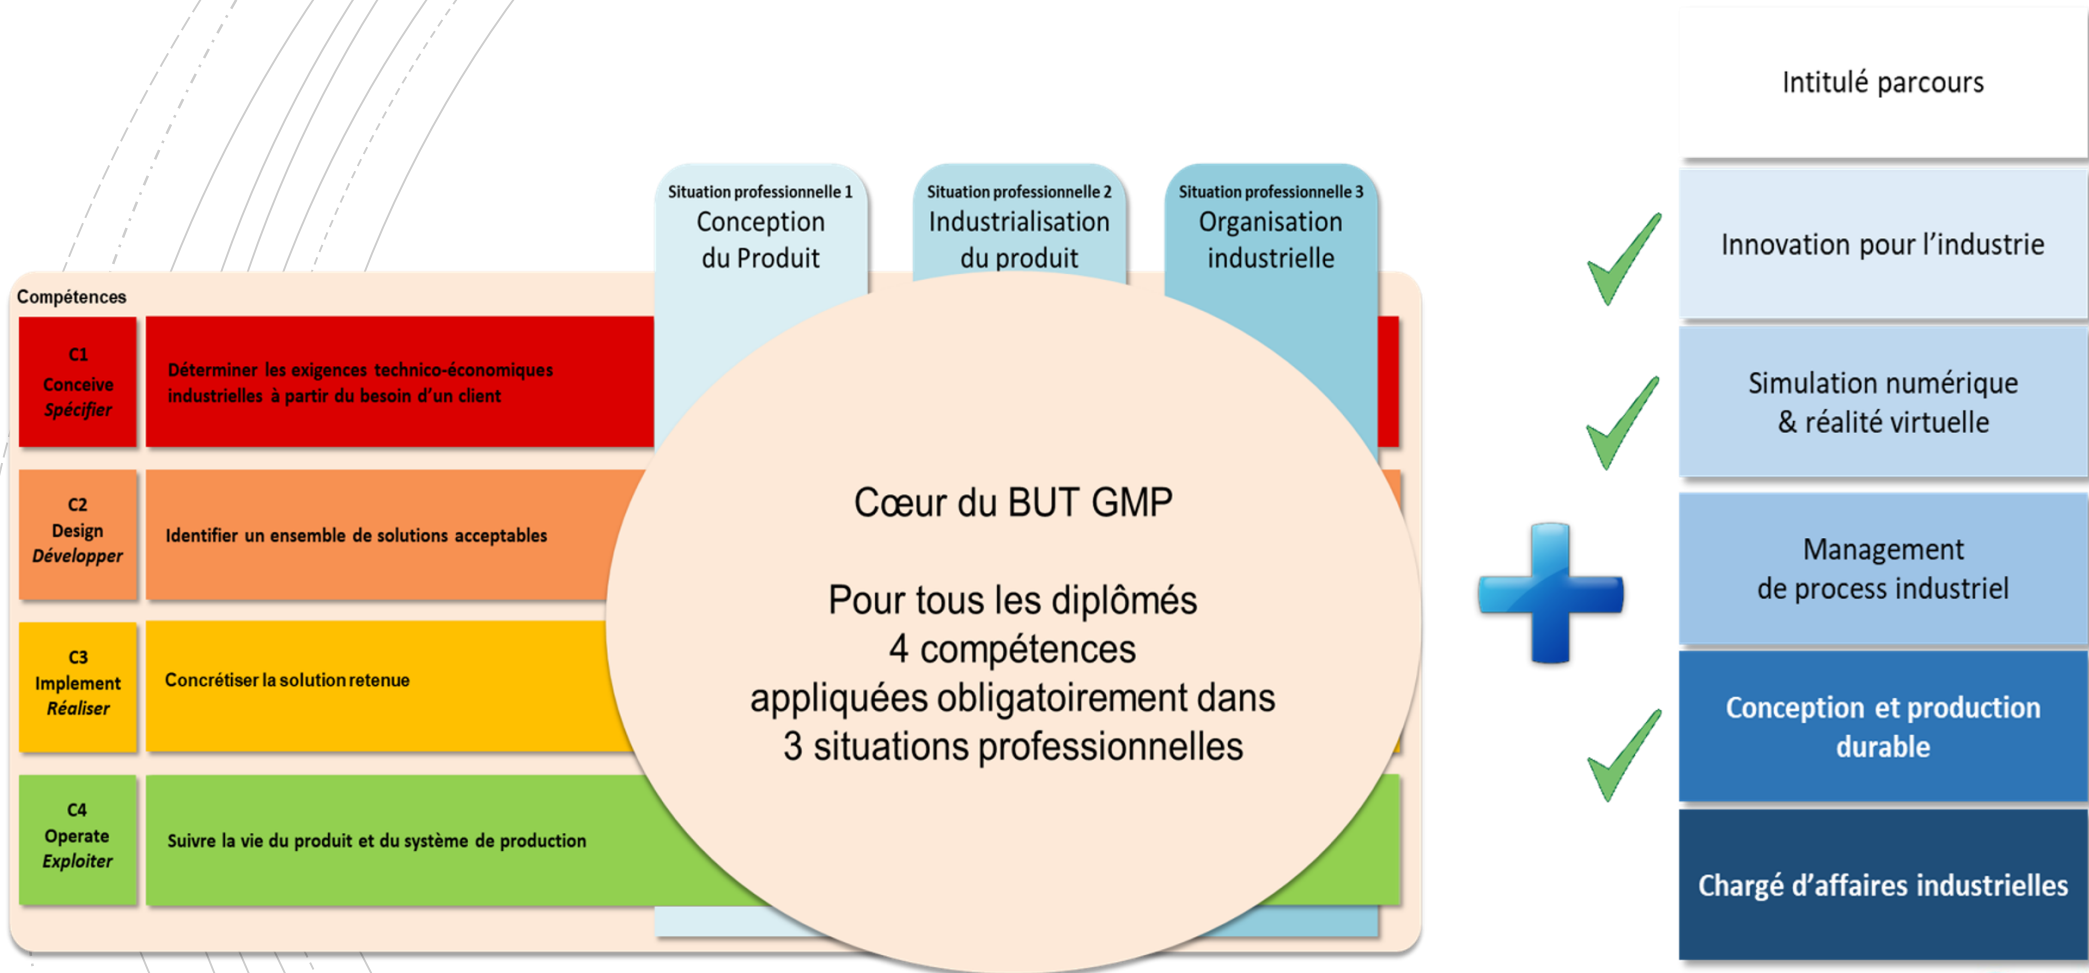 Situation professionnelle 1
Conception
du Produit
Situation professionnelle 2
Industrialisation
du produit
Situation professionnelle 3
Organisation
industrielle
Compétences
C1
Conceive
Spécifier
Déterminer les exigences technico-économiques
industrielles à partir du besoin d’un client
C2
Design
Développer
Identifier un ensemble de solutions acceptables
C3
Implement
Réaliser
Concrétiser la solution retenue
C4
Operate
Exploiter
Suivre la vie du produit et du système de production
Cœur du BUT GMP
Pour tous les diplômés
4 compétences
appliquées obligatoirement dans
3 situations professionnelles
Intitulé parcours
Innovation pour l’industrie
Simulation numérique
& réalité virtuelle
Management
de process industriel
Conception et production
durable
Chargé d’affaires industrielles